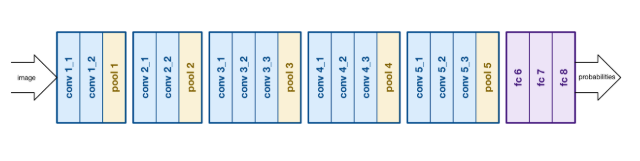 image
conv 1_1
conv 1_2
pool 1
conv 2_1
conv 2_2
pool 2
conv 3_1
conv 3_2
conv 3_3
pool 3
conv 4_1
conv 4_2
conv 4_3
pool 4
conv 5_1
conv 5_2
conv 5_3
pool 5
fc 6
fc 7
fc 8
probabilities